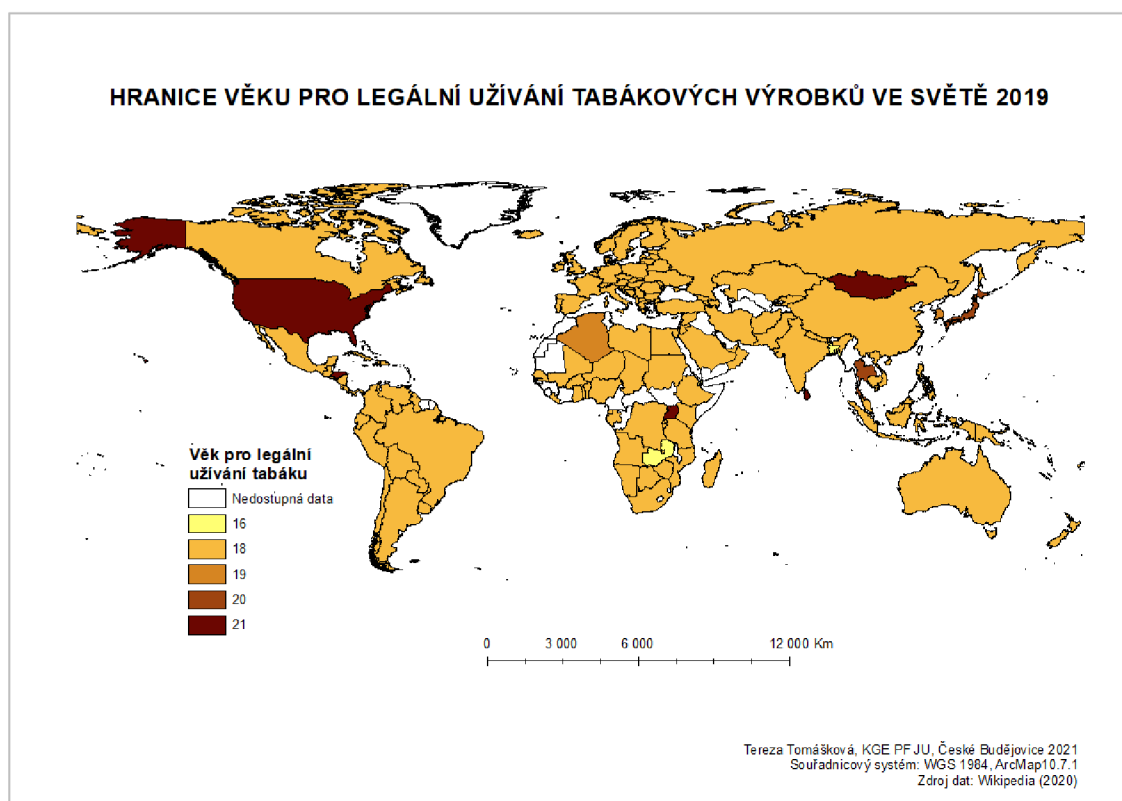 HRANICE VĚKU PRO LEGÁLNÍ UŽÍVÁNÍ TABÁKOVÝCH VÝROBKŮ VE SVĚTĚ 2019
Věk pro legální
užívání tabáku
Nedostupná data
16
18
19
20
21
0 3 000 6 000 12 000 Km
Tereza Tomášková, KGE PF JU, České Budějovice 2021
Souřadnicový systém: WGS 1984, ArcMap10.7.1
Zdroj dat: Wikipedia (2020)